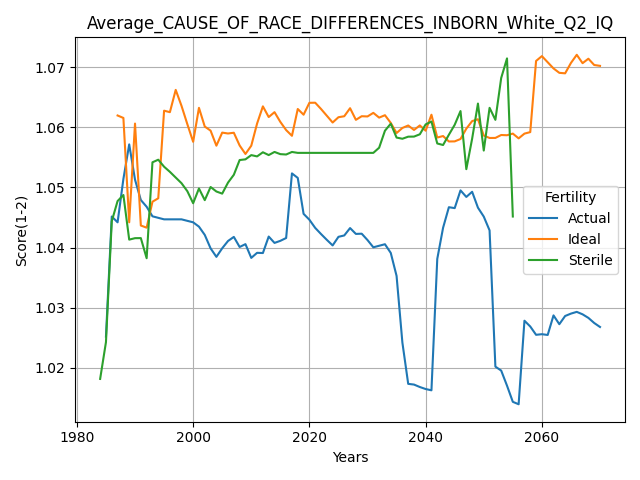 Average_CAUSE_OF_RACE_DIFFERENCES_INBORN_White_Q2_IQ
1.07
1.06
1.05
1.04
1.03
1.02
Score(1-2)
Fertility
Actual
Ideal
Sterile
1980
2000
2020
2040
2060
Years